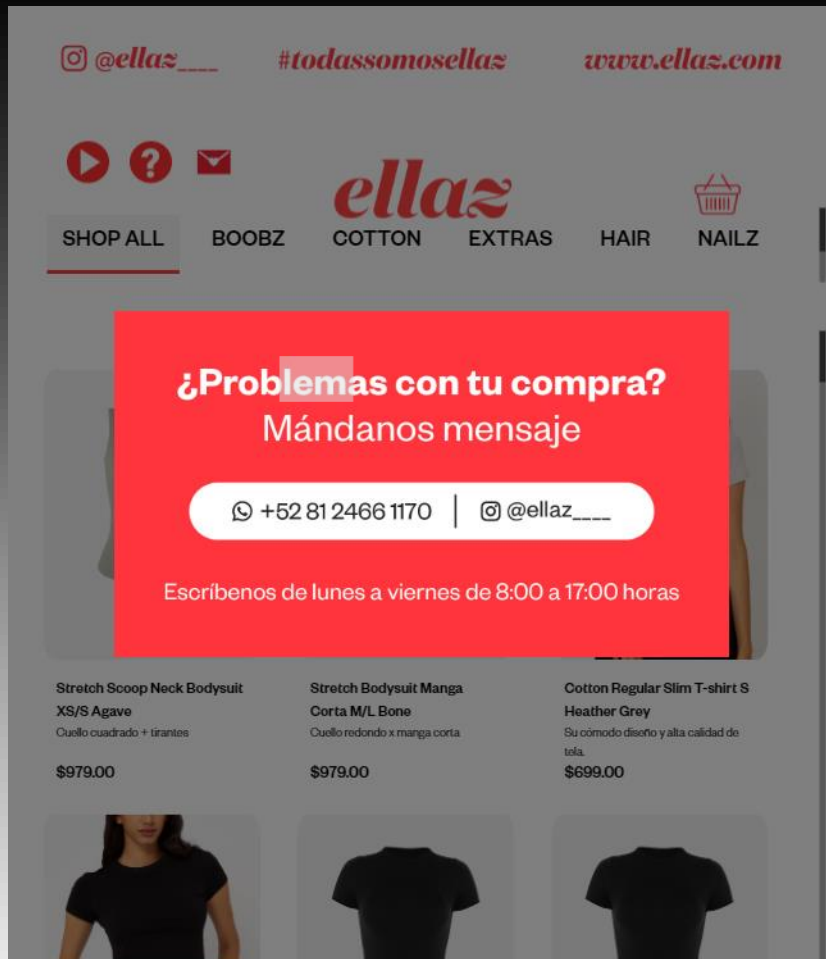 @ellaz____ #todassomosellaz www.ellaz.com
ellaz
SHOP ALL BOOBZ COTTON EXTRAS HAIR NAILZ
¿Problemas con tu compra?
Mándanos mensaje
+52 81 2466 1170 | @ellaz____
Escríbenos de lunes a viernes de 8:00 a 17:00 horas
Stretch Scoop Neck Bodysuit
XS/S Agave
Cuello cuadrado + tirantes
$979.00
Stretch Bodysuit Manga
Corta M/L Bone
Cuello redondo x manga corta
$979.00
Cotton Regular Slim T-shirt S
Heather Grey
Su cómodo diseño y alta calidad de
tela.
$699.00